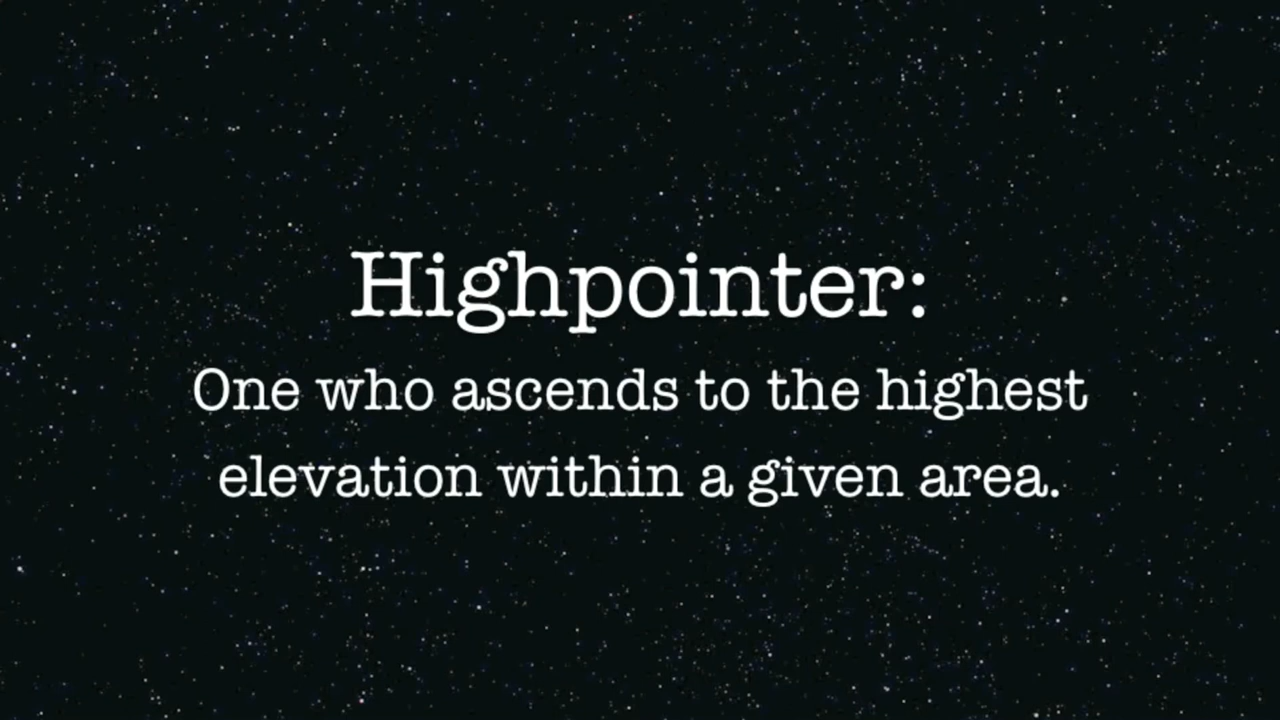 Highpointer:
One who ascends to the highest
elevation within a given area.